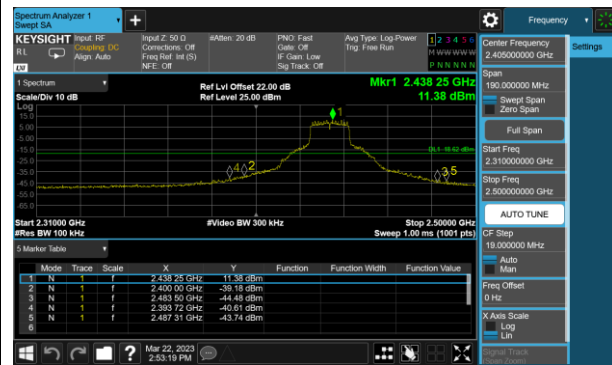 Spectrum Analyzer 1
Swept SA
Frequency
KEYSIGHT
RL
Input: RF
Coupling: DC
Align: Auto
Input Z: 50 Ω
Corrections: Off
Freq Ref: Int (S)
NFE: Off
#Atten: 20 dB
PNO: Fast
Gate: Off
IF Gain: Low
Sig Track: Off
Avg Type: Log-Power
Trig: Free Run
1 2 3 4 5 6
M W W W W W
P N N N N N
1 Spectrum
Scale/Div 10 dB
Log
Ref Lvl Offset 22.00 dB
Ref Level 25.00 dBm
Mkr1 2.438 25 GHz
11.38 dBm
15.0
5.00
-5.00
-15.0
-25.0
-35.0
-45.0
-55.0
-65.0
1
DL1 -18.62 dBm
4 2
3 5
Start 2.31000 GHz
#Res BW 100 kHz
#Video BW 300 kHz
Stop 2.50000 GHz
Sweep 1.00 ms (1001 pts)
5 Marker Table
Mode Trace Scale X Y Function Function Width Function Value
1 N 1 f 2.438 25 GHz 11.38 dBm
2 N 1 f 2.400 00 GHz -39.18 dBm
3 N 1 f 2.483 50 GHz -44.48 dBm
4 N 1 f 2.393 72 GHz -40.61 dBm
5 N 1 f 2.487 31 GHz -43.74 dBm
6
Mar 22, 2023
2:53:19 PM
Settings
Center Frequency
2.405000000 GHz
Span
190.000000 MHz
Swept Span
Zero Span
Full Span
Start Freq
2.310000000 GHz
Stop Freq
2.500000000 GHz
AUTO TUNE
CF Step
19.000000 MHz
Auto
Man
Freq Offset
0 Hz
X Axis Scale
Log
Lin
Signal Track
(Span Zoom)